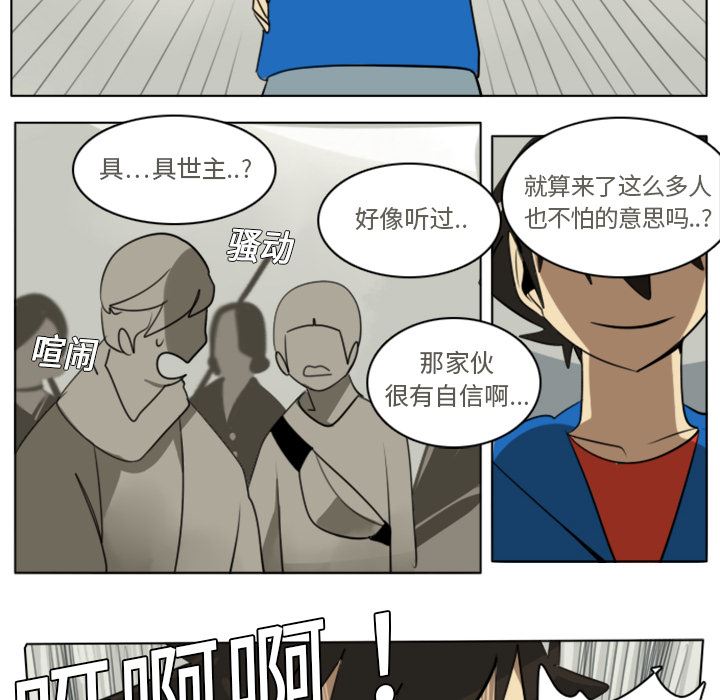 具...具世主..?
好像听过..
骚动
喧闹
那家伙
很有自信啊...
就算来了这么多人
也不怕的意思吗..?
啊啊!